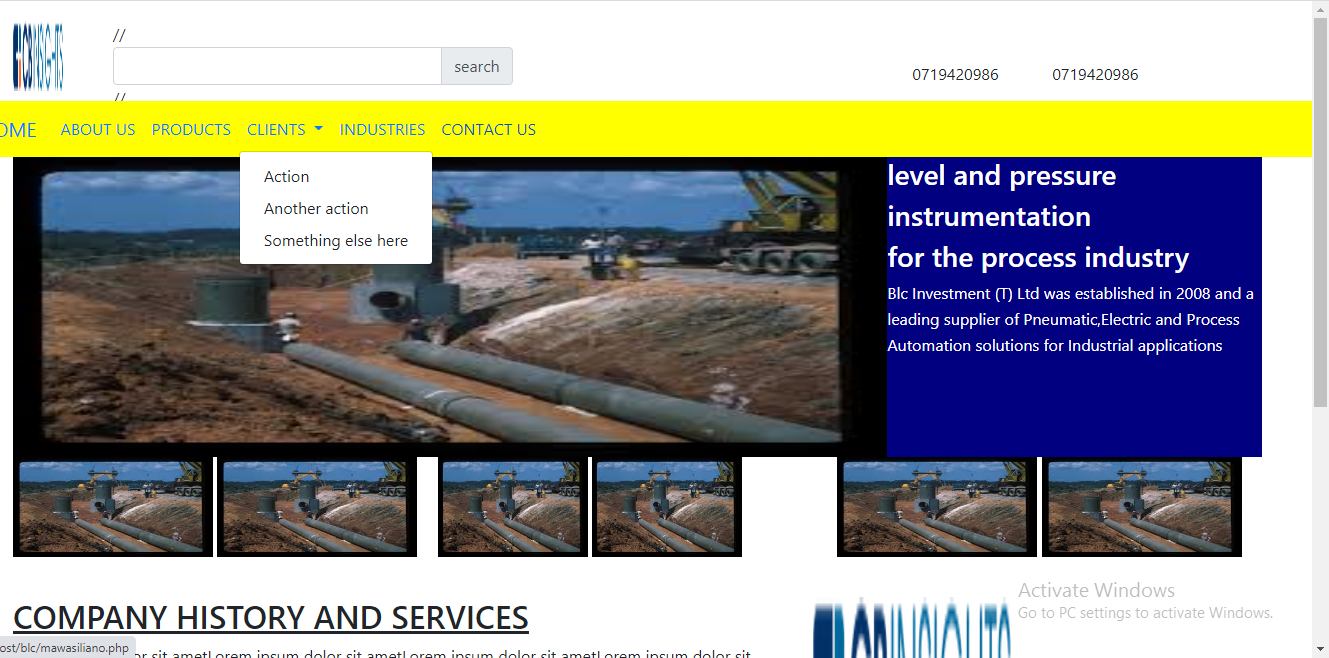 //
search
0719420986 0719420986
//
OME ABOUT US PRODUCTS CLIENTS INDUSTRIES CONTACT US
Action
Another action
Something else here
level and pressure
instrumentation
for the process industry
Blc Investment (T) Ltd was established in 2008 and a
leading supplier of Pneumatic,Electric and Process
Automation solutions for Industrial applications
COMPANY HISTORY AND SERVICES
CBINSIGHTS
Activate Windows
Go to PC settings to activate Windows.
ost/blc/mawasiliano.php
or sit ametLorem ipsum dolor sit ametLorem ipsum dolor sit ametLorem ipsum dolor sit